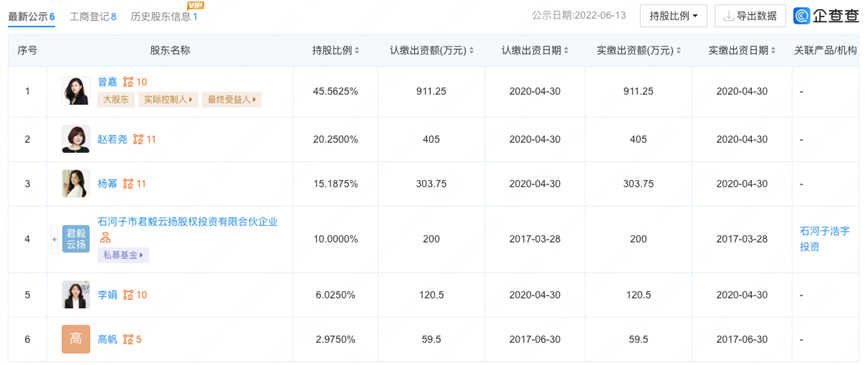 最新公示 6 工商登记 8 历史股东信息 1 VIP 公示日期:2022-06-13 持股比例 导出数据 企查查
序号 股东名称 持股比例 认缴出资额(万元) 认缴出资日期 实缴出资额(万元) 实缴出资日期 关联产品/机构
1 曾嘉 10 45.5625% 911.25 2020-04-30 911.25 2020-04-30 -
大股东 实际控制人 最终受益人
2 赵若尧 11 20.2500% 405 2020-04-30 405 2020-04-30 -
3 杨幂 11 15.1875% 303.75 2020-04-30 303.75 2020-04-30 -
4 + 君毅云扬 石河子市君毅云扬股权投资有限合伙企业 10.0000% 200 2017-03-28 200 2017-03-28 石河子浩宇投资
私募基金
5 李娟 10 6.0250% 120.5 2020-04-30 120.5 2020-04-30 -
6 高 高帆 5 2.9750% 59.5 2017-06-30 59.5 2017-06-30 -